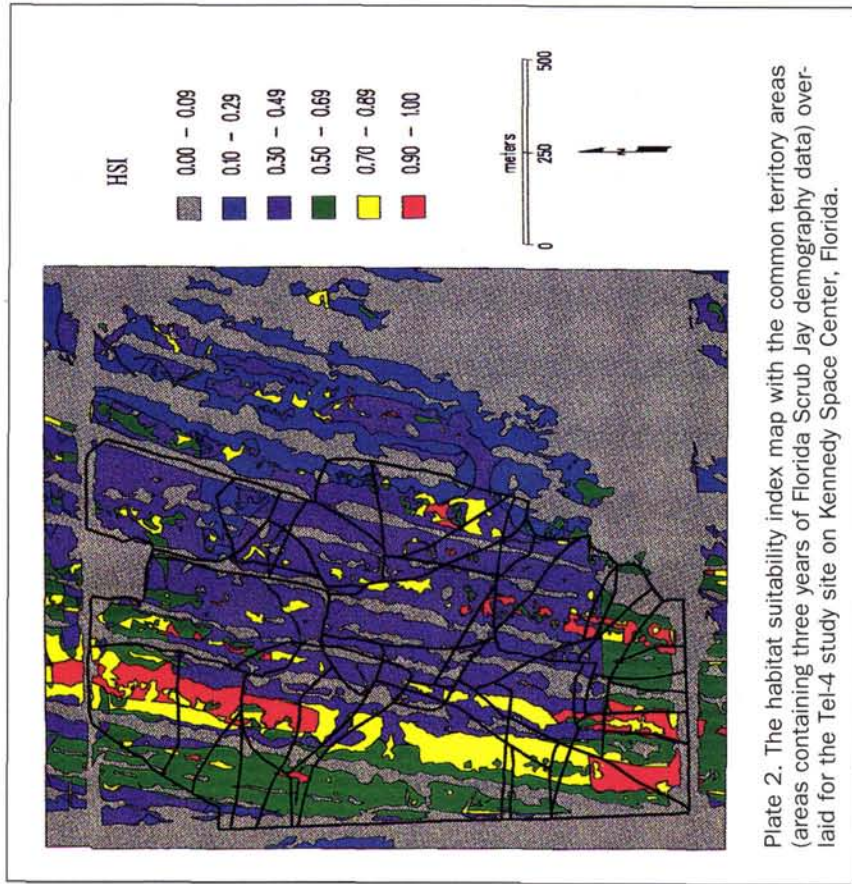 HSI
0.00 – 0.09
0.10 – 0.29
0.30 – 0.49
0.50 – 0.69
0.70 – 0.89
0.90 – 1.00
meters
0 250 500
N
Plate 2. The habitat suitability index map with the common territory areas
(areas containing three years of Florida Scrub Jay demography data) over-
laid for the Tel-4 study site on Kennedy Space Center, Florida.